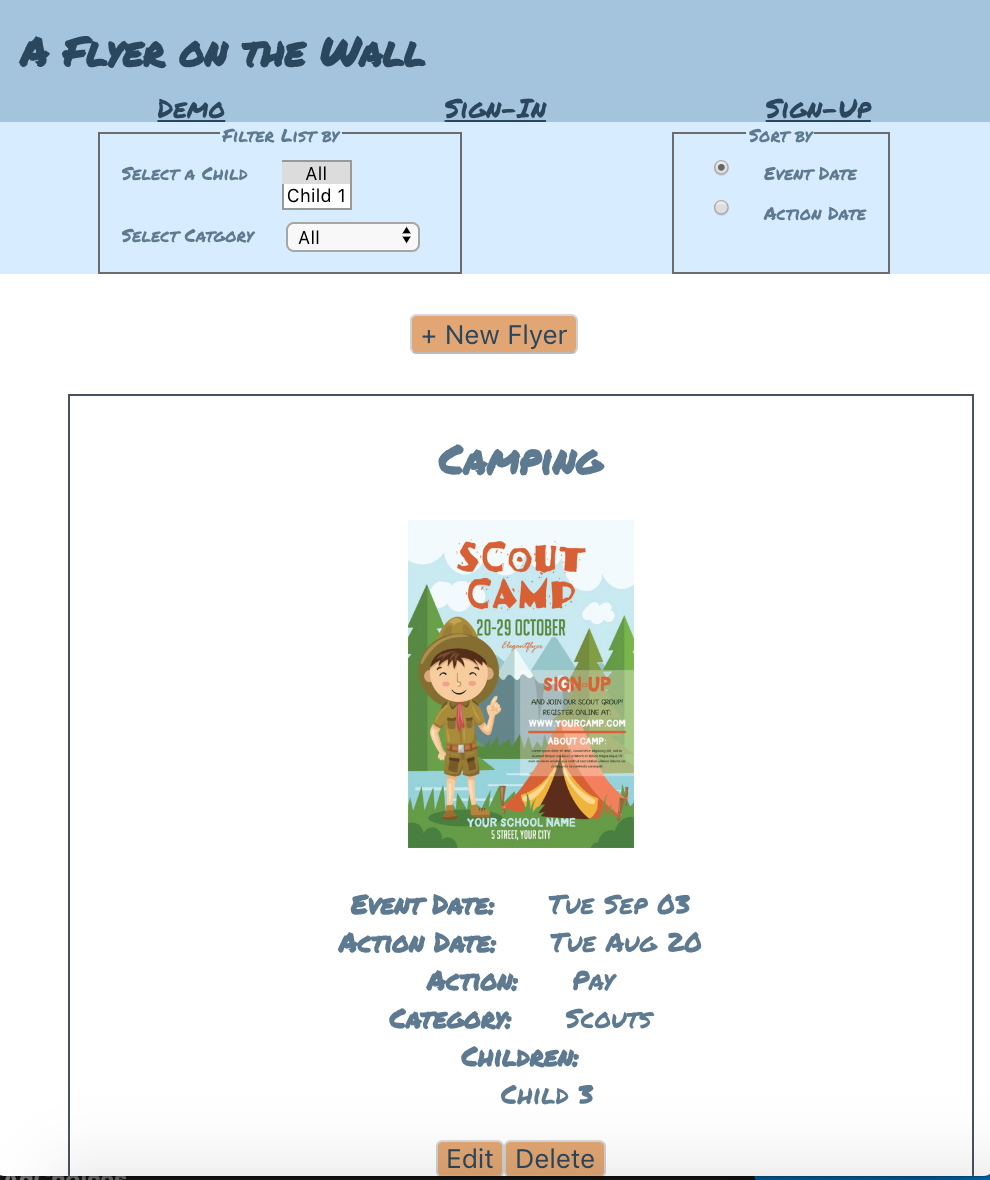 A Flyer on the Wall
Demo Sign-In Sign-Up
Filter List by Sort by
Select a Child All Event Date
Child 1
Select Catgory All Action Date
+ New Flyer
Camping
SCOUT
CAMP
20-29 OCTOBER
Elegantflyer
SIGN-UP
AND JOIN OUR SCOUT GROUP!
REGISTER ONLINE AT:
WWW.YOURCAMP.COM
ABOUT CAMP:
YOUR SCHOOL NAME
5 STREET, YOUR CITY
Event Date: Tue Sep 03
Action Date: Tue Aug 20
Action: Pay
Category: Scouts
Children:
Child 3
Edit Delete